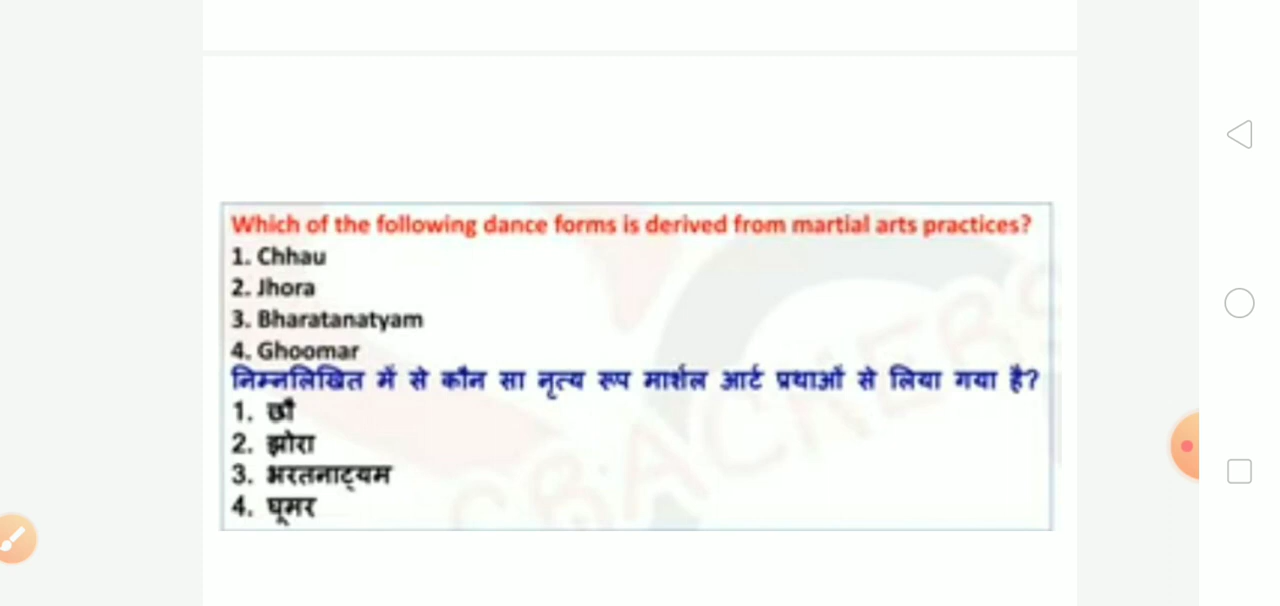 Which of the following dance forms is derived from martial arts practices?
1. Chhau
2. Jhora
3. Bharatanatyam
4. Ghoomar
निम्नलिखित में से कौन सा नृत्य रूप मार्शल आर्ट प्रथाओं से लिया गया है?
1. छौ
2. झोरा
3. भरतनाट्यम
4. घूमर